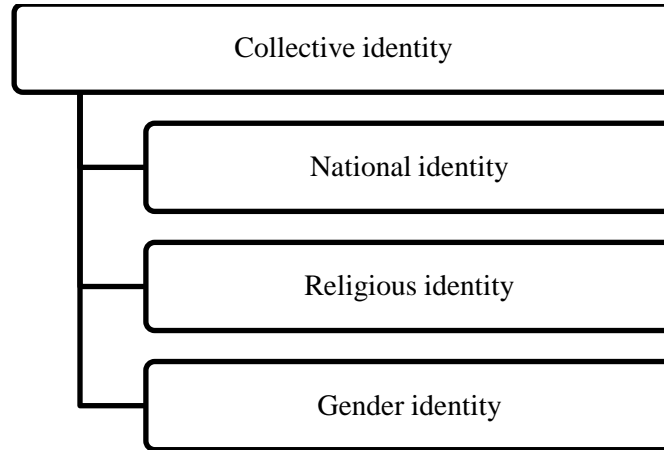 Collective identity
National identity
Religious identity
Gender identity